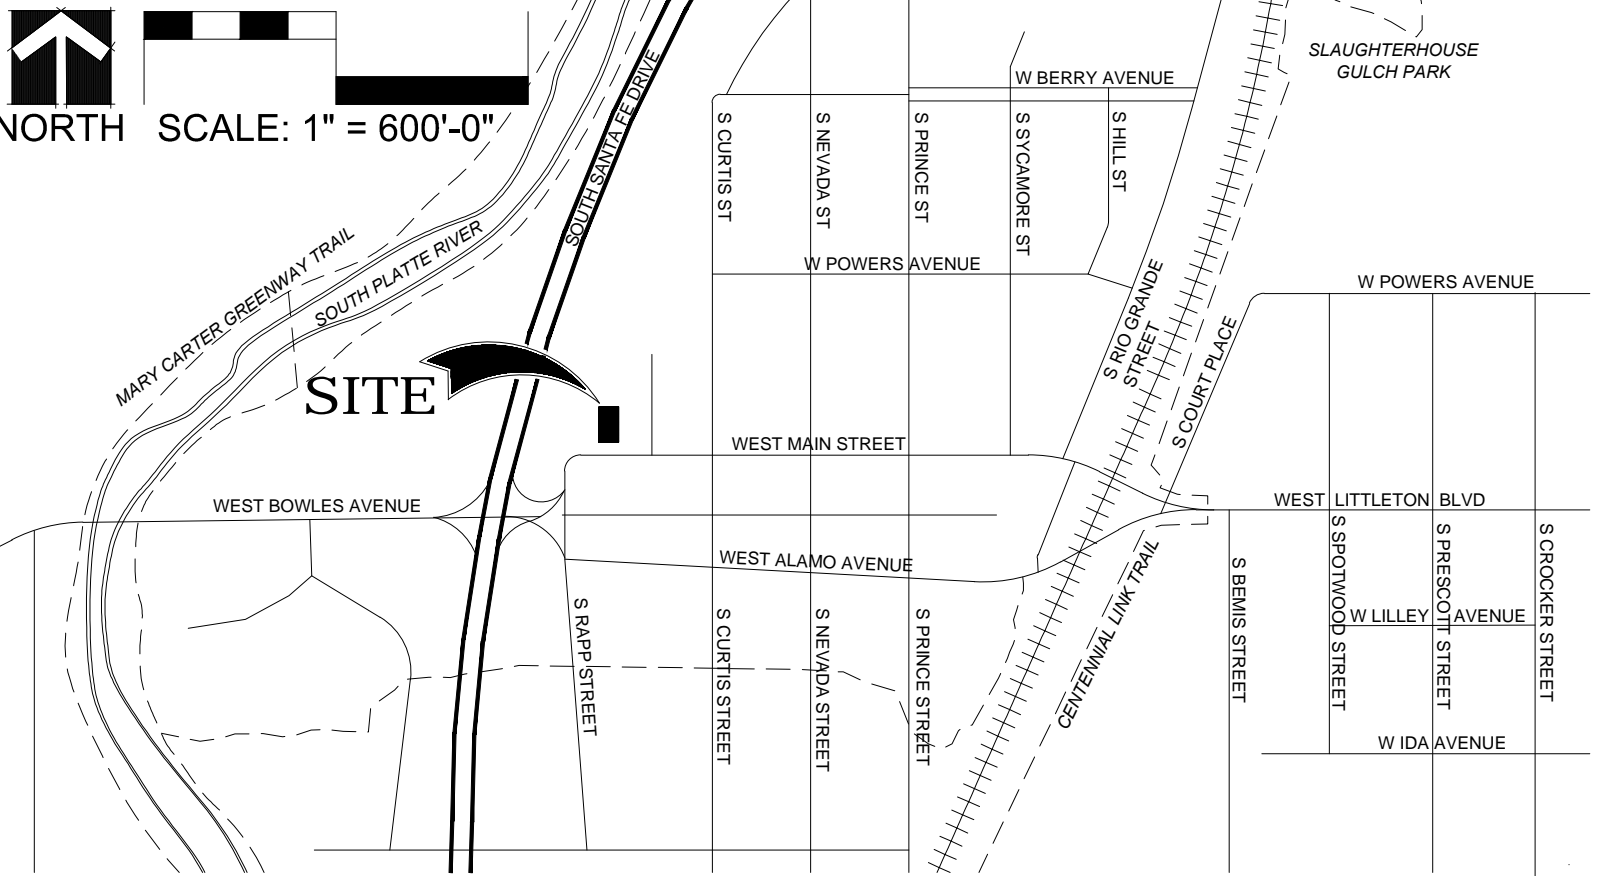 NORTH
SCALE: 1" = 600'-0"
SOUTH SANTA FE DRIVE
SLAUGHTERHOUSE
GULCH PARK
W BERRY AVENUE
S CURTIS ST
S NEVADA ST
S PRINCE ST
S SYCAMORE ST
S HILL ST
MARY CARTER GREENWAY TRAIL
SOUTH PLATTE RIVER
W POWERS AVENUE
S RIO GRANDE
STREET
S COURT PLACE
W POWERS AVENUE
SITE
WEST MAIN STREET
WEST BOWLES AVENUE
WEST LITTLETON BLVD
WEST ALAMO AVENUE
CENTENNIAL LINK TRAIL
S RAPP STREET
S CURTIS STREET
S NEVADA STREET
S PRINCE STREET
S BEMIS STREET
S SPOTWOOD STREET
S PRESCOTT STREET
S CROCKER STREET
W LILLEY AVENUE
W IDA AVENUE